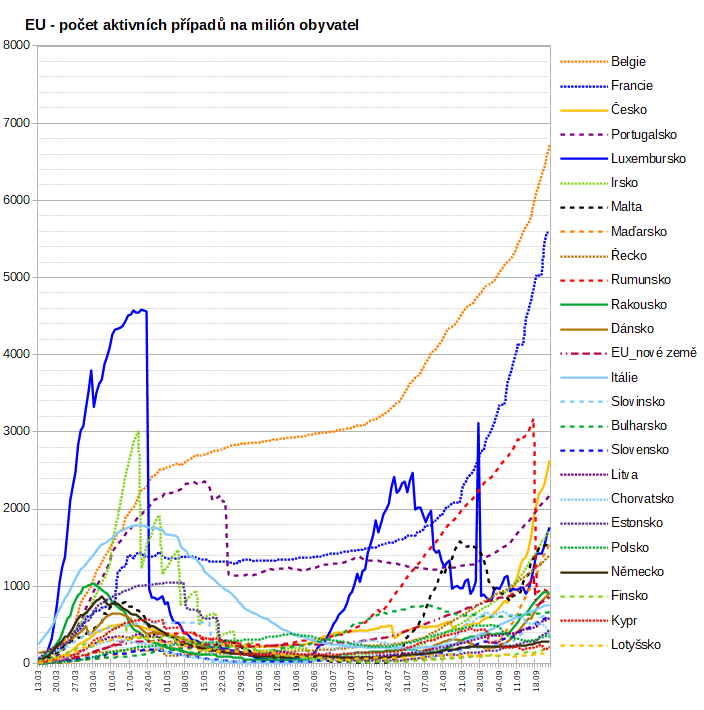 EU - počet aktivních případů na milión obyvatel
8000
7000
6000
5000
4000
3000
2000
1000
0
13.03
20.03
27.03
03.04
10.04
17.04
24.04
01.05
08.05
15.05
22.05
29.05
05.06
12.06
19.06
26.06
03.07
10.07
17.07
24.07
31.07
07.08
14.08
21.08
28.08
04.09
11.09
18.09
Belgie
Francie
Česko
Portugalsko
Luxembursko
Irsko
Malta
Maďarsko
Řecko
Rumunsko
Rakousko
Dánsko
EU_nové země
Itálie
Slovinsko
Bulharsko
Slovensko
Litva
Chorvatsko
Estonsko
Polsko
Německo
Finsko
Kypr
Lotyšsko